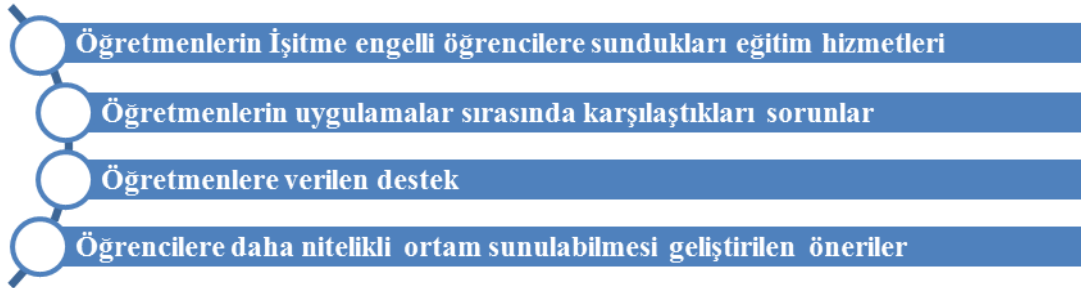 Öğretmenlerin İşitme engelli öğrencilere sundukları eğitim hizmetleri
Öğretmenlerin uygulamalar sırasında karşılaştıkları sorunlar
Öğretmenlere verilen destek
Öğrencilere daha nitelikli ortam sunulabilmesi geliştirilen öneriler